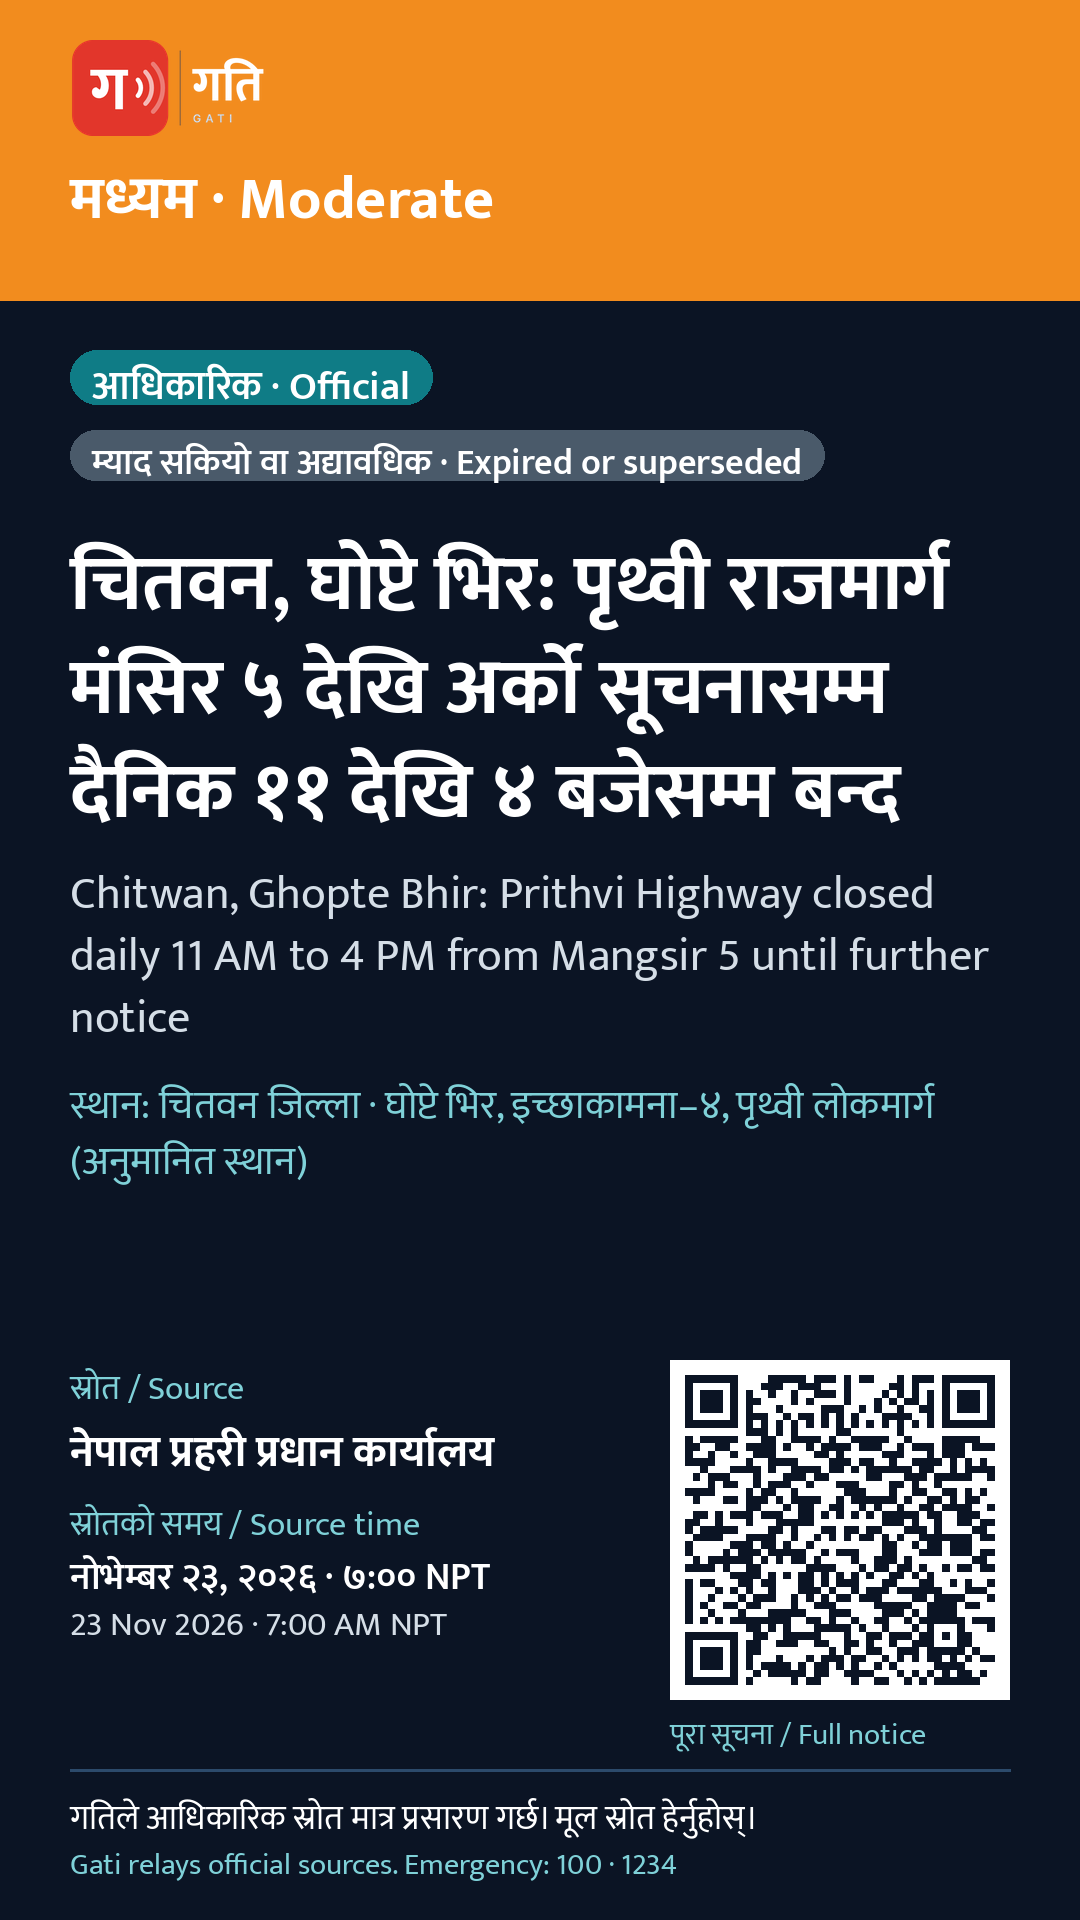 ग
गति
GATI
मध्यम · Moderate
आधिकारिक · Official
म्याद सकियो वा अद्यावधिक · Expired or superseded
चितवन, घोप्टे भिर: पृथ्वी राजमार्ग
मंसिर ५ देखि अर्को सूचनासम्म
दैनिक ११ देखि ४ बजेसम्म बन्द
Chitwan, Ghopte Bhir: Prithvi Highway closed
daily 11 AM to 4 PM from Mangsir 5 until further
notice
स्थान: चितवन जिल्ला · घोप्टे भिर, इच्छाकामना–४, पृथ्वी लोकमार्ग
(अनुमानित स्थान)
स्रोत / Source
नेपाल प्रहरी प्रधान कार्यालय
स्रोतको समय / Source time
नोभेम्बर २३, २०२६ · ७:०० NPT
23 Nov 2026 · 7:00 AM NPT
पूरा सूचना / Full notice
गतिले आधिकारिक स्रोत मात्र प्रसारण गर्छ। मूल स्रोत हेर्नुहोस्।
Gati relays official sources. Emergency: 100 · 1234